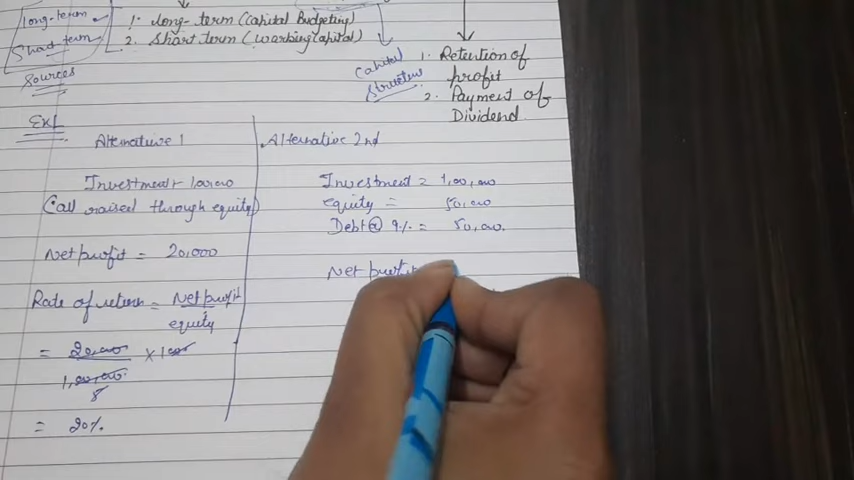 Long-term
Short term
Sources
1. Long-term (Capital Budgeting)
2. Short term (Working Capital)
Capital
Structure
1. Retention of
profit
2. Payment of
Dividend
Ex1
Alternative 1
Investment 1,00,000
(All raised through equity)
Net profit = 20,000
Rate of return = Net profit
equity
= 20,000 × 100
1,00,000
5
= 20%
Alternative 2nd
Investment = 1,00,000
equity = 50,000
Debt @ 9% = 50,000.
Net profit